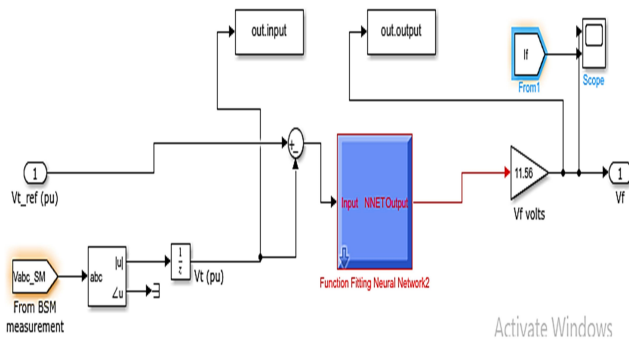 out.input
out.output
If
From1
Scope
1
Vt_ref (pu)
+
-
Input NNETOutput
11.56
Vf volts
1
Vf
Function Fitting Neural Network2
Vabc_SM
From BSM
measurement
abc
|u|
∠u
1
z
Vt (pu)
Activate Windows